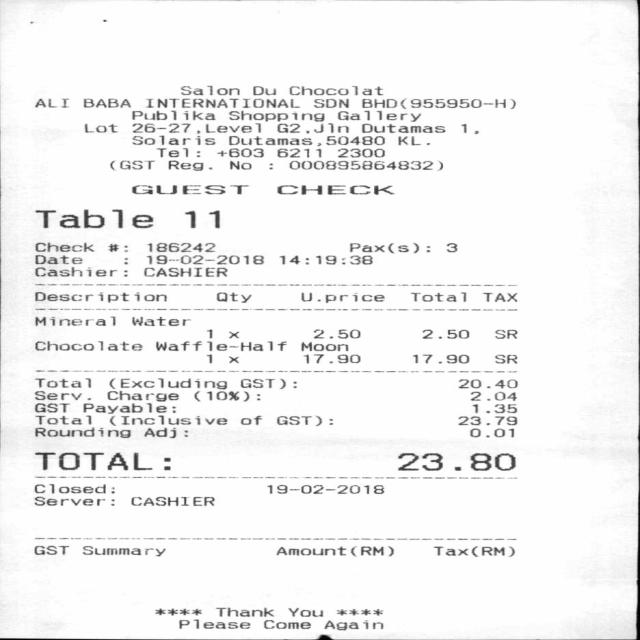 Salon Du Chocolat
ALI BABA INTERNATIONAL SDN BHD(955950-H)
Publika Shopping Gallery
Lot 26-27,Level G2,Jln Dutamas 1,
Solaris Dutamas,50480 KL.
Tel: +603 6211 2300
(GST Reg. No : 000895864832)
GUEST CHECK
Table 11
Check #: 186242 Pax(s): 3
Date : 19-02-2018 14:19:38
Cashier: CASHIER
Description Qty U.price Total TAX
Mineral Water
1 x 2.50 2.50 SR
Chocolate Waffle-Half Moon
1 x 17.90 17.90 SR
Total (Excluding GST): 20.40
Serv. Charge (10%): 2.04
GST Payable: 1.35
Total (Inclusive of GST): 23.79
Rounding Adj: 0.01
TOTAL: 23.80
Closed: 19-02-2018
Server: CASHIER
GST Summary Amount(RM) Tax(RM)
**** Thank You ****
Please Come Again